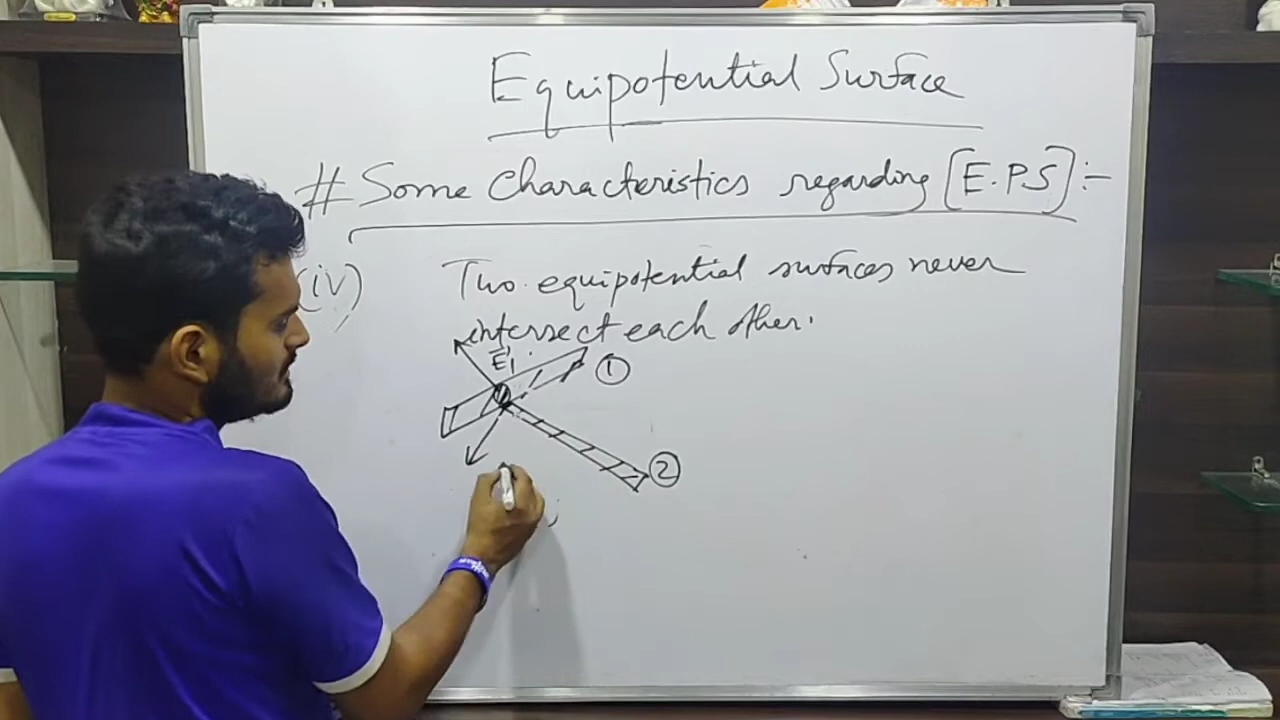 Equipotential Surface
# Some characteristics regarding [E.P.S] :-
(iv) Two equipotential surfaces never
intersect each other.
E₁
①
②